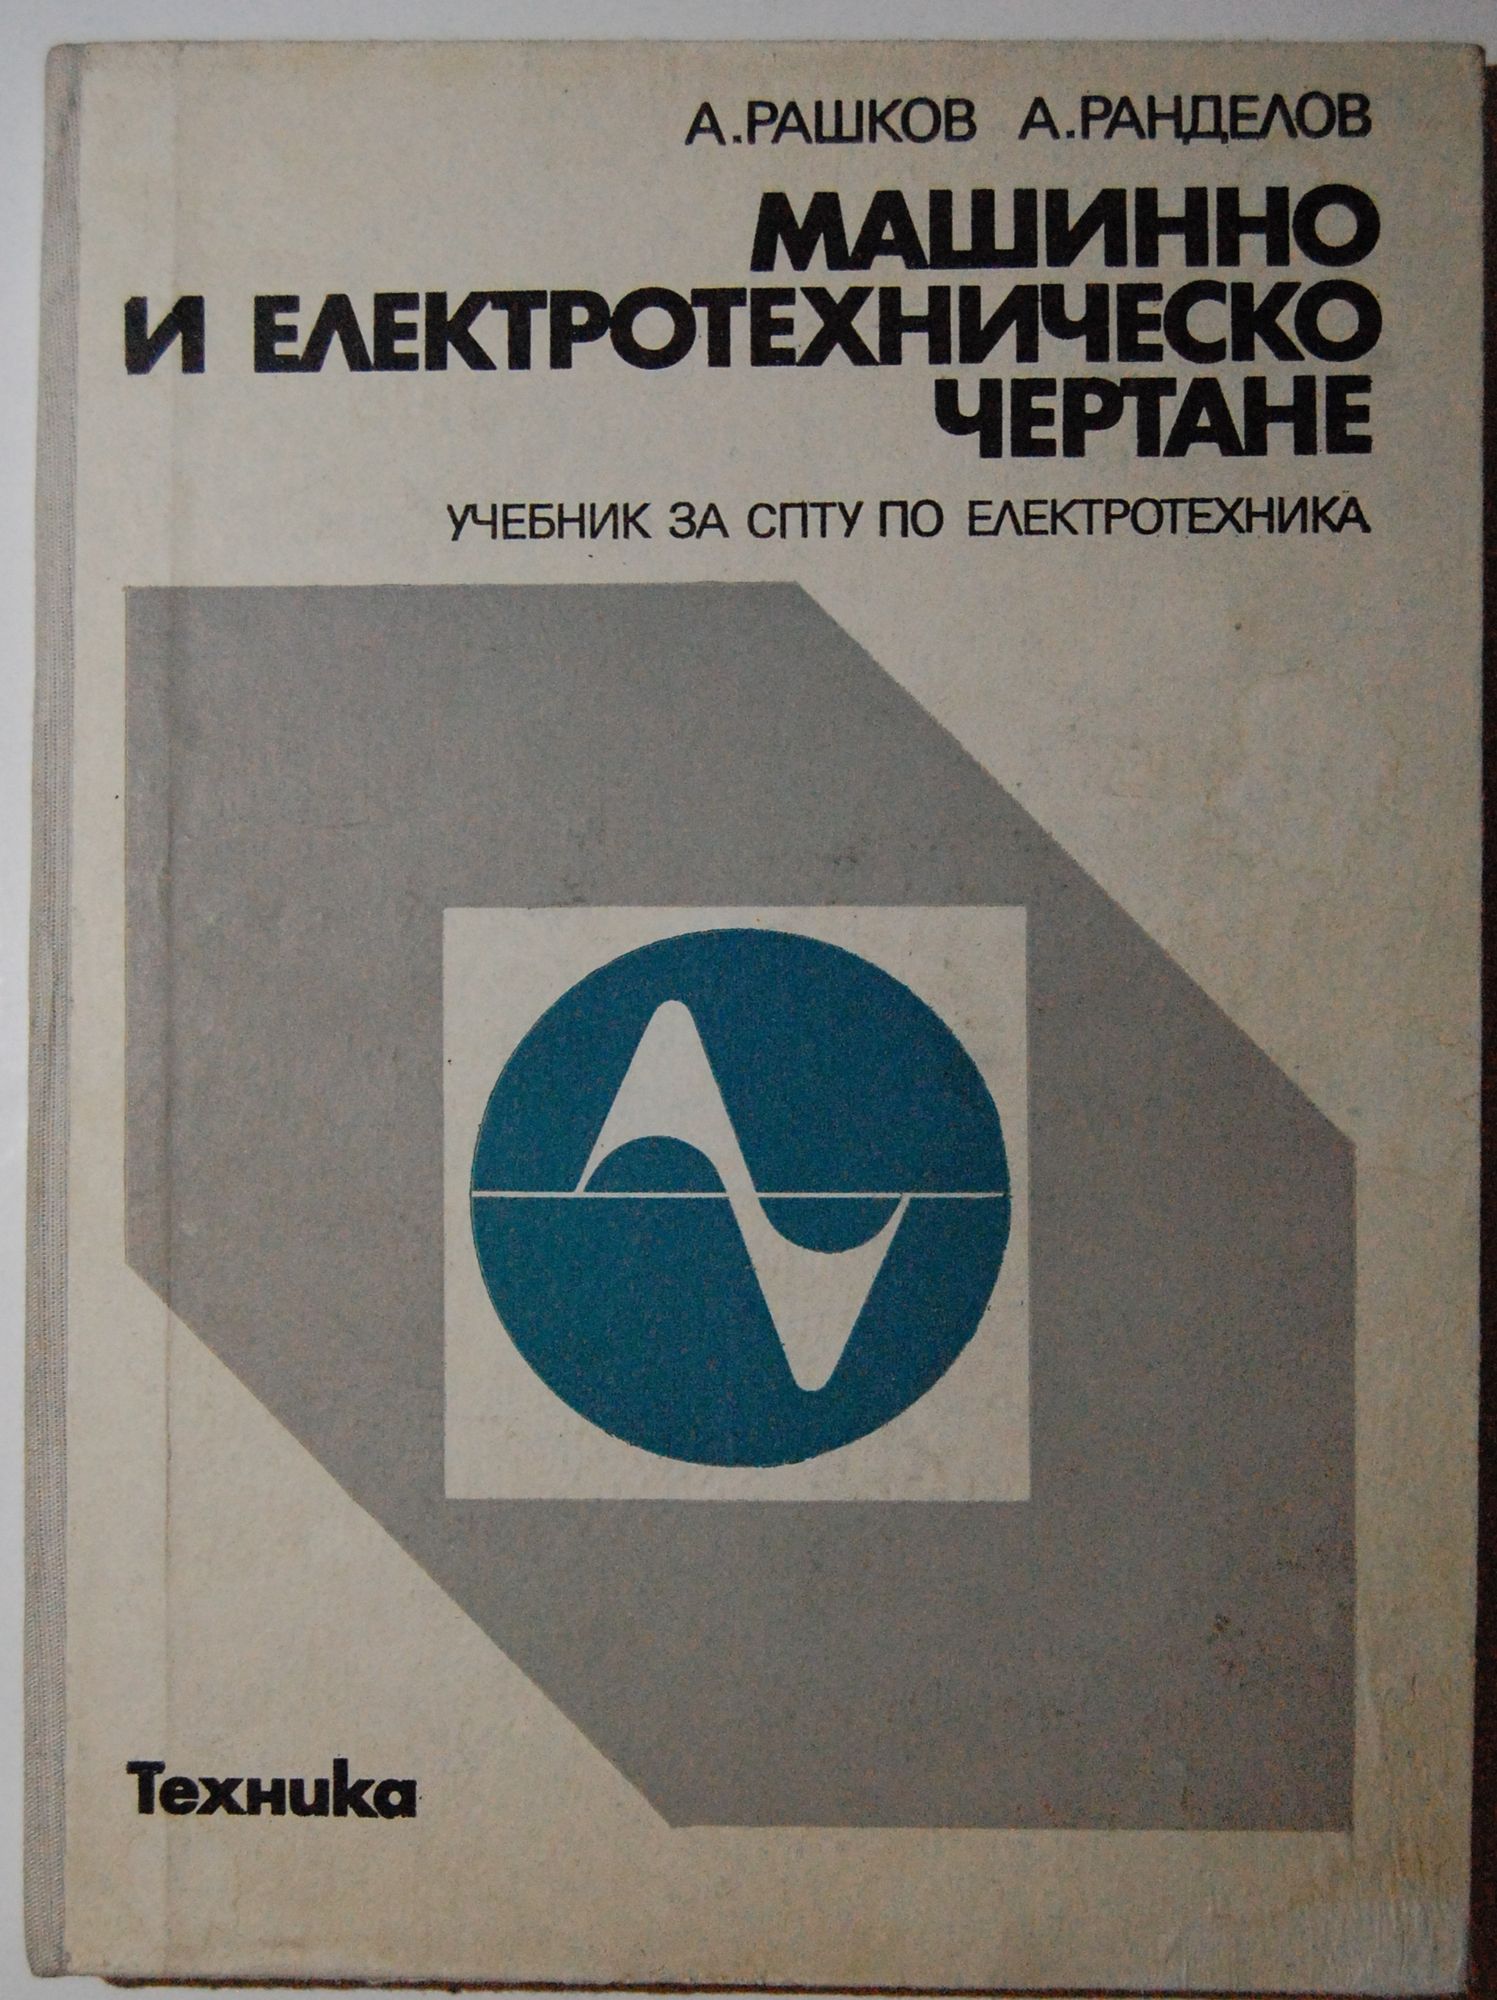 А.РАШКОВ А.РАНДЕЛОВ
МАШИННО
И ЕЛЕКТРОТЕХНИЧЕСКО
ЧЕРТАНЕ
УЧЕБНИК ЗА СПТУ ПО ЕЛЕКТРОТЕХНИКА
Техника